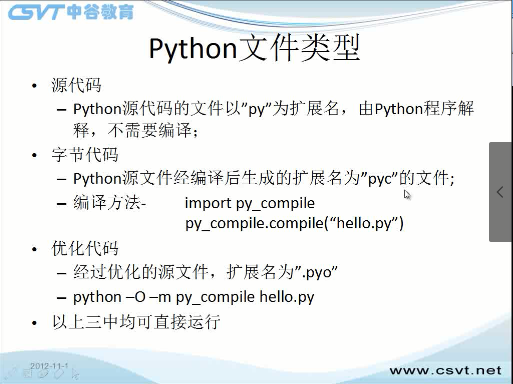 CSVT中谷教育
Python文件类型
• 源代码
– Python源代码的文件以”py”为扩展名，由Python程序解
释，不需要编译；
• 字节代码
– Python源文件经编译后生成的扩展名为”pyc”的文件;
– 编译方法- import py_compile
py_compile.compile(“hello.py”)
• 优化代码
– 经过优化的源文件，扩展名为”.pyo”
– python –O –m py_compile hello.py
• 以上三中均可直接运行
2012-11-1
www.csvt.net